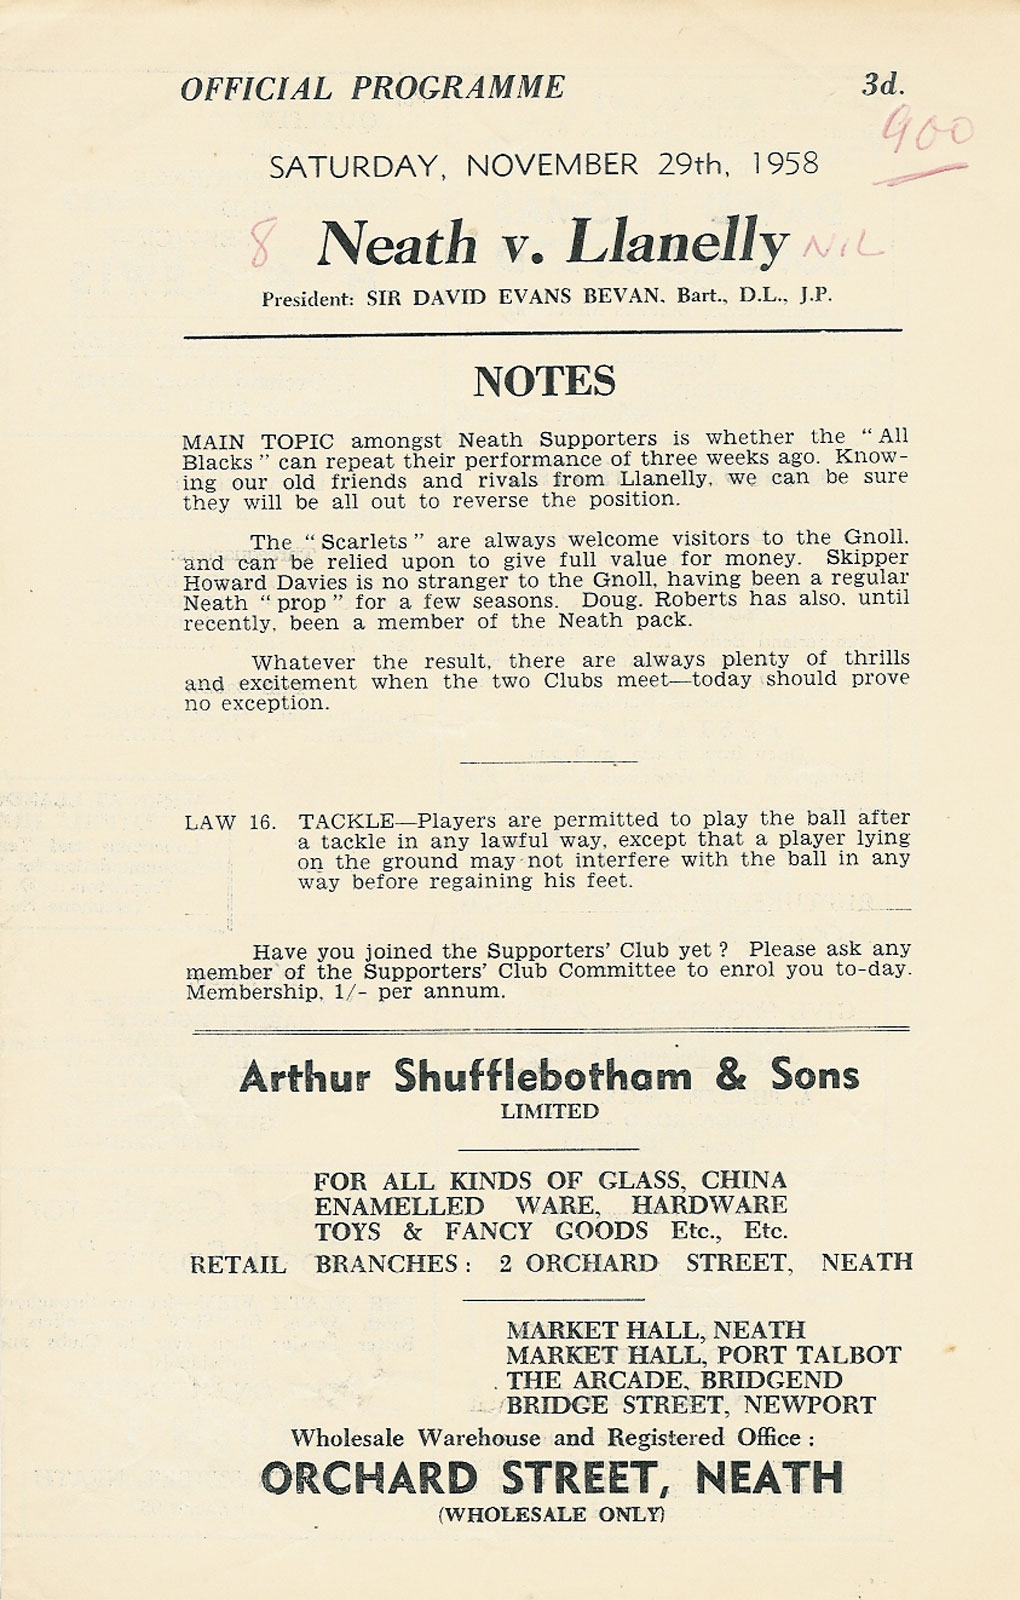 OFFICIAL PROGRAMME 3d.
900
SATURDAY, NOVEMBER 29th, 1958
8 Neath v. Llanelly NIL
President: SIR DAVID EVANS BEVAN. Bart., D.L., J.P.
NOTES
MAIN TOPIC amongst Neath Supporters is whether the "All
Blacks" can repeat their performance of three weeks ago. Know-
ing our old friends and rivals from Llanelly, we can be sure
they will be all out to reverse the position.
The "Scarlets" are always welcome visitors to the Gnoll.
and can be relied upon to give full value for money. Skipper
Howard Davies is no stranger to the Gnoll, having been a regular
Neath "prop" for a few seasons. Doug. Roberts has also, until
recently, been a member of the Neath pack.
Whatever the result, there are always plenty of thrills
and excitement when the two Clubs meet—today should prove
no exception.
LAW 16. TACKLE—Players are permitted to play the ball after
a tackle in any lawful way, except that a player lying
on the ground may not interfere with the ball in any
way before regaining his feet.
Have you joined the Supporters' Club yet? Please ask any
member of the Supporters' Club Committee to enrol you to-day.
Membership, 1/- per annum.
Arthur Shufflebotham & Sons
LIMITED
FOR ALL KINDS OF GLASS, CHINA
ENAMELLED WARE, HARDWARE
TOYS & FANCY GOODS Etc., Etc.
RETAIL BRANCHES: 2 ORCHARD STREET, NEATH
MARKET HALL, NEATH
MARKET HALL, PORT TALBOT
THE ARCADE, BRIDGEND
BRIDGE STREET, NEWPORT
Wholesale Warehouse and Registered Office:
ORCHARD STREET, NEATH
(WHOLESALE ONLY)